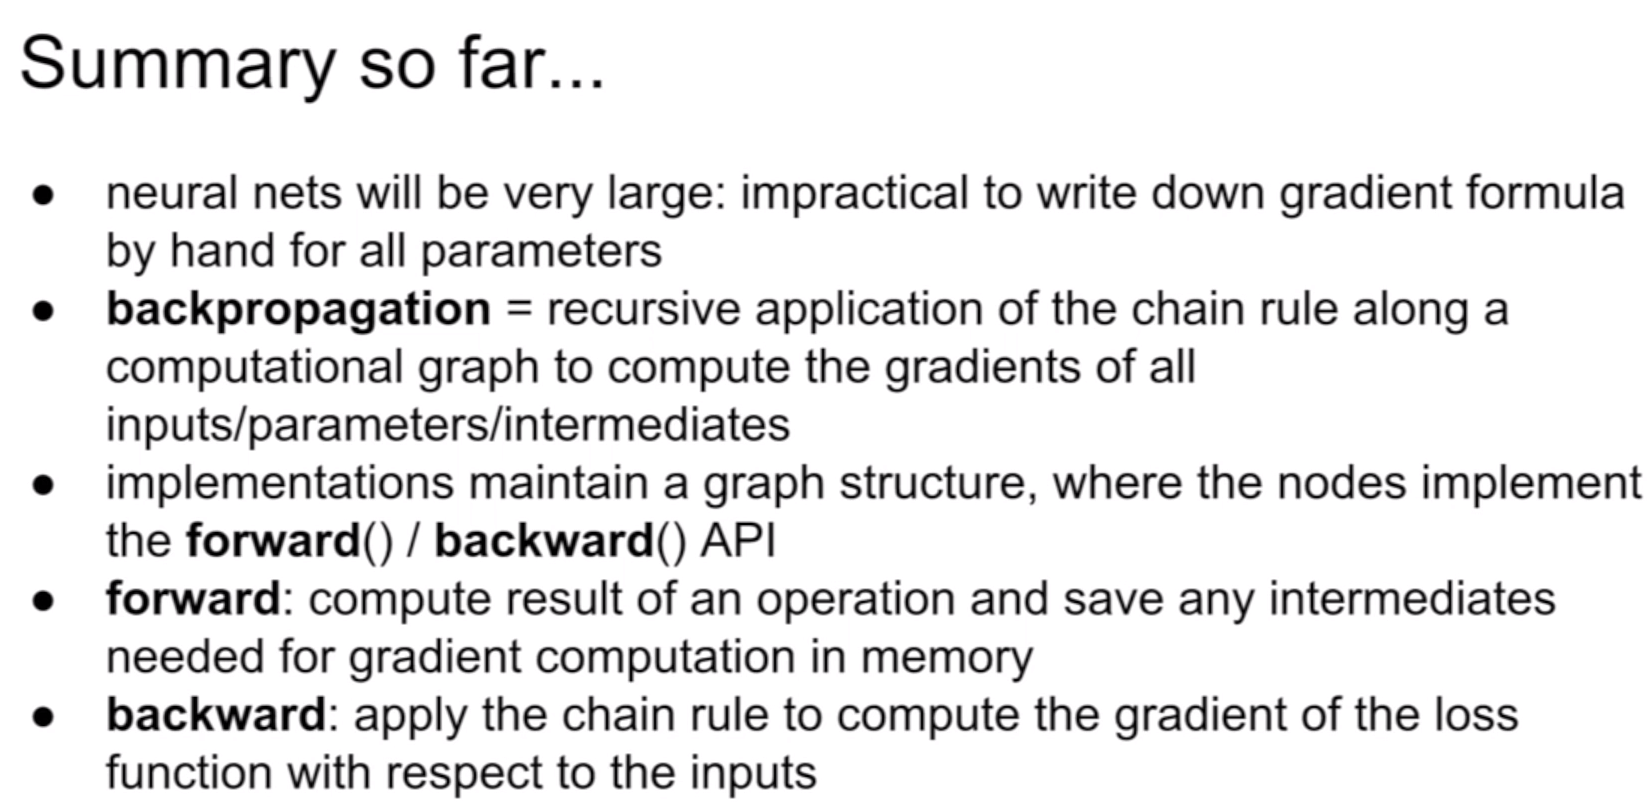 Summary so far...
● neural nets will be very large: impractical to write down gradient formula
by hand for all parameters
● backpropagation = recursive application of the chain rule along a
computational graph to compute the gradients of all
inputs/parameters/intermediates
● implementations maintain a graph structure, where the nodes implement
the forward() / backward() API
● forward: compute result of an operation and save any intermediates
needed for gradient computation in memory
● backward: apply the chain rule to compute the gradient of the loss
function with respect to the inputs